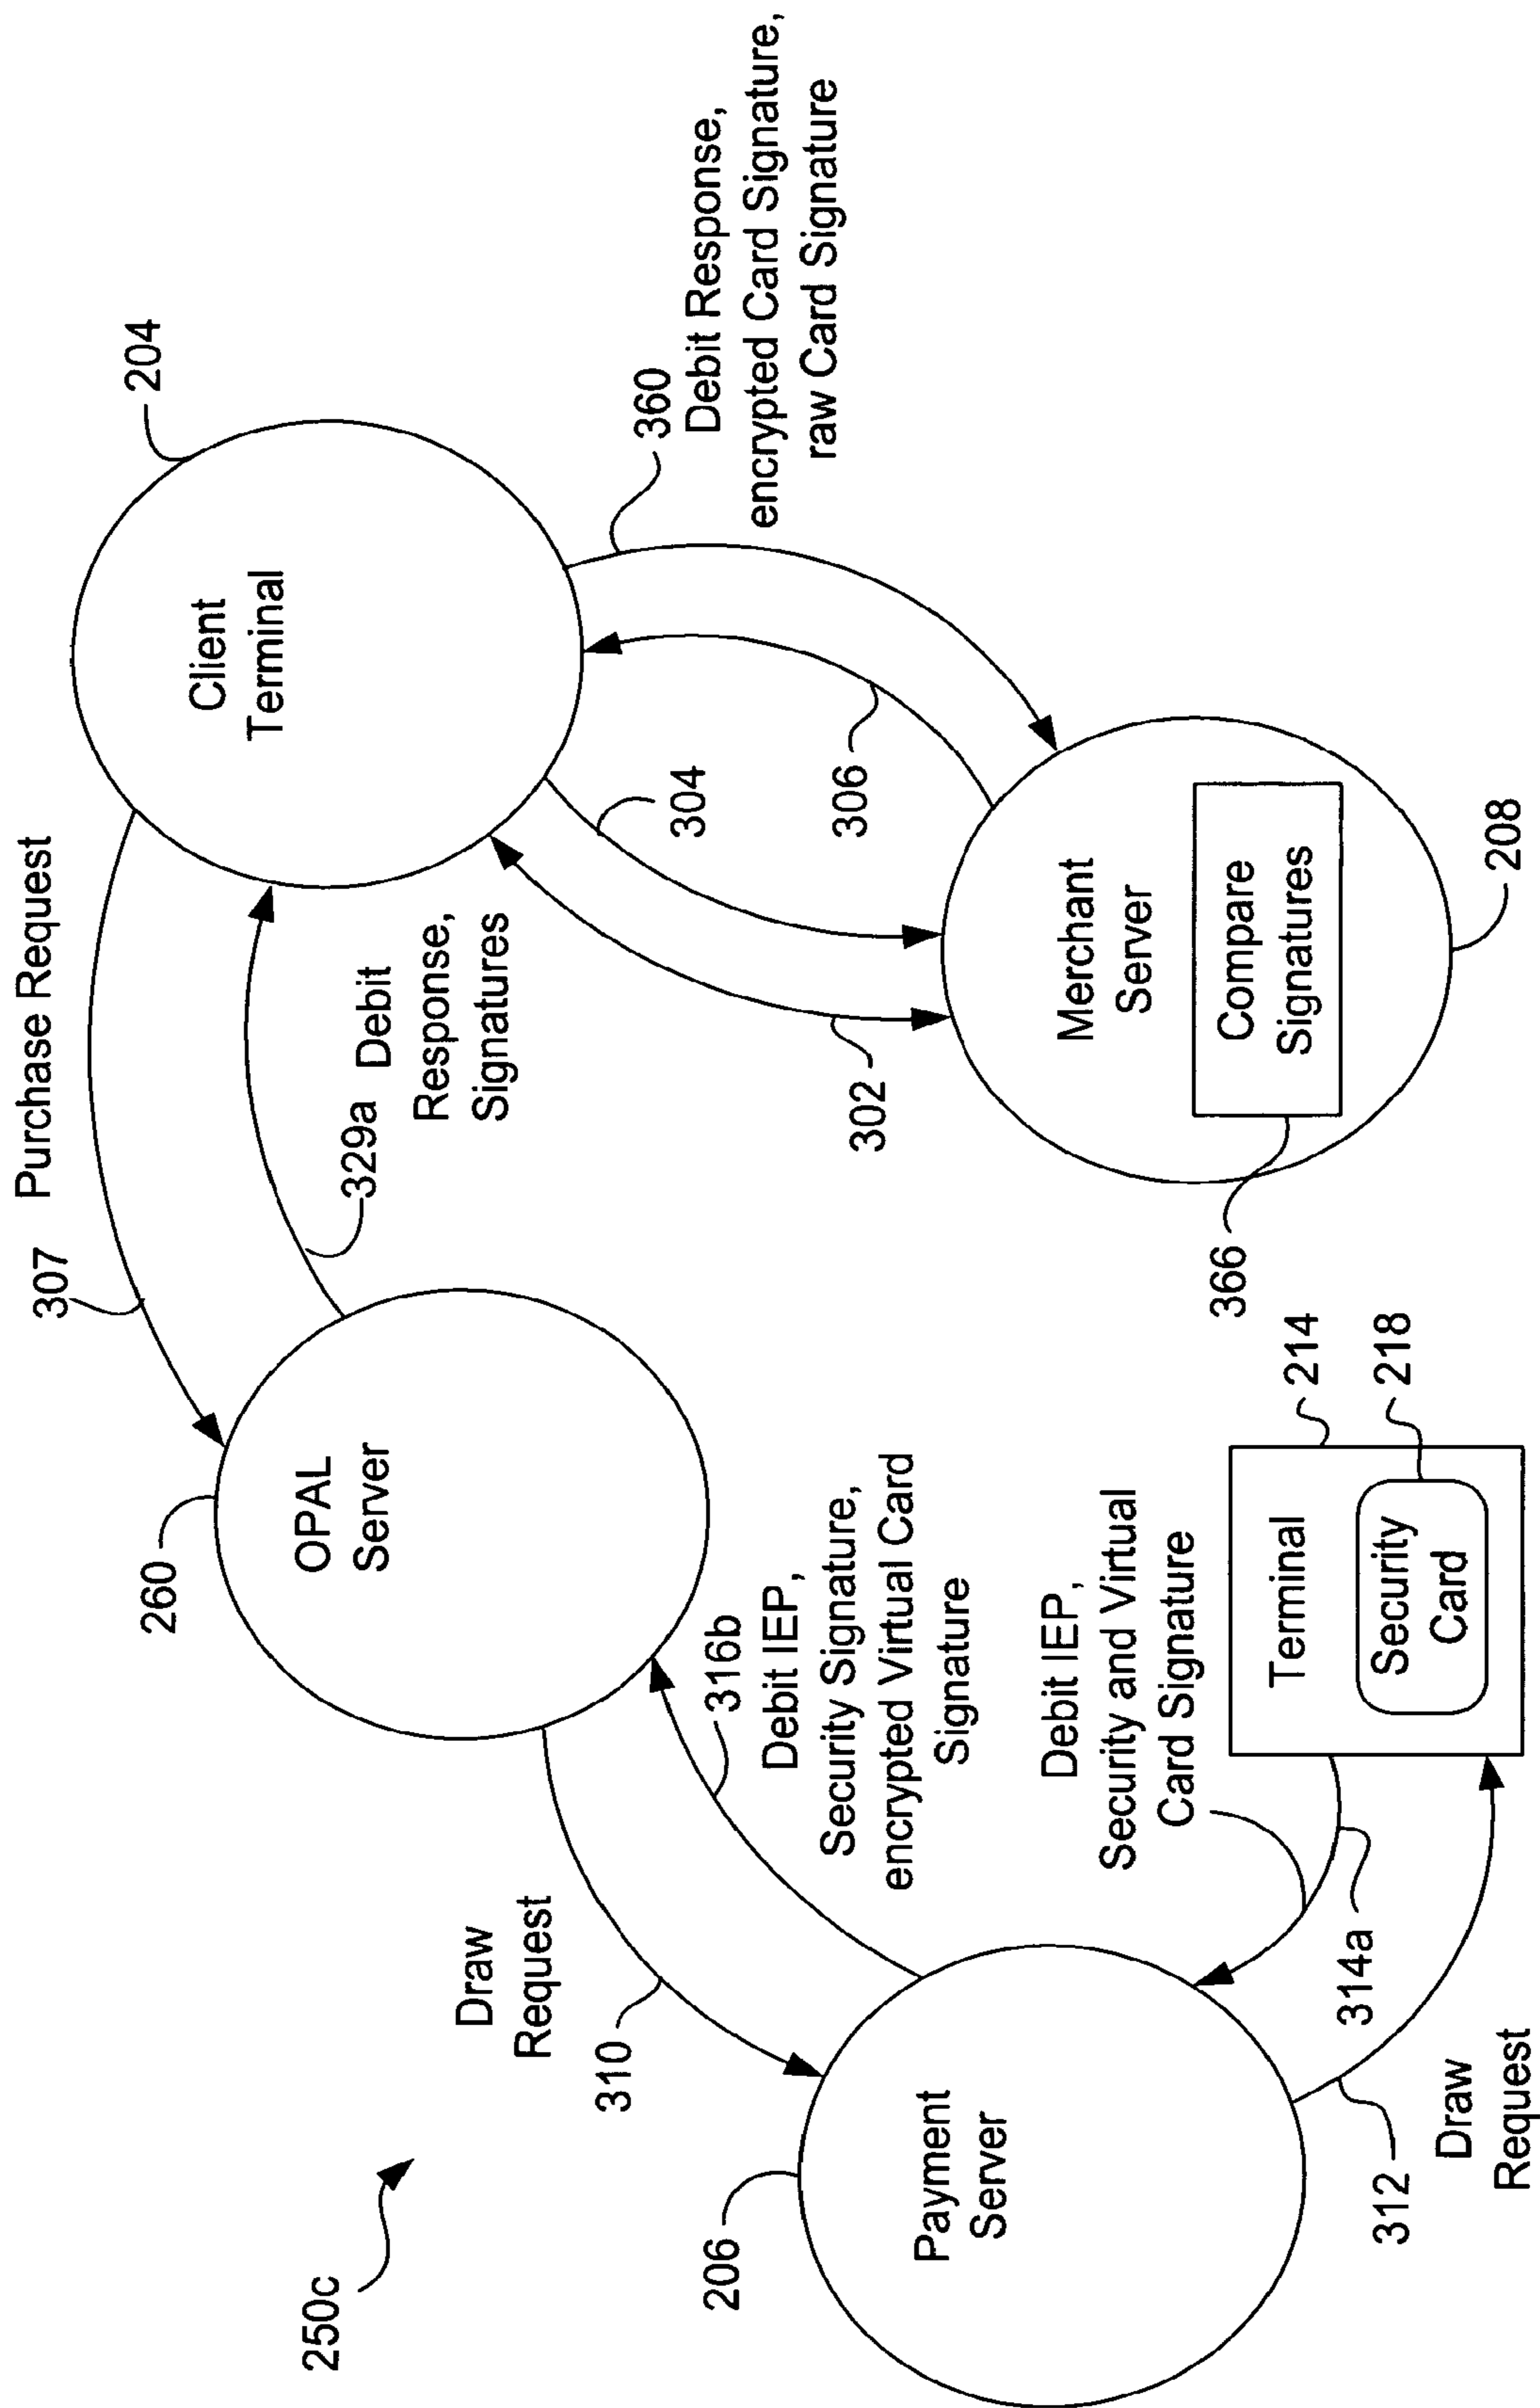 250c
307 Purchase Request
204
Client
Terminal
260
OPAL
Server
329a Debit
Response,
Signatures
360
Debit Response,
encrypted Card Signature,
raw Card Signature
Draw
Request
310
316b
Debit IEP,
Security Signature,
encrypted Virtual Card
Signature
304
306
302
206
Payment
Server
Debit IEP,
Security and Virtual
Card Signature
Merchant
Server
Compare
Signatures
366
208
214
218
Terminal
Security
Card
314a
312
Draw
Request